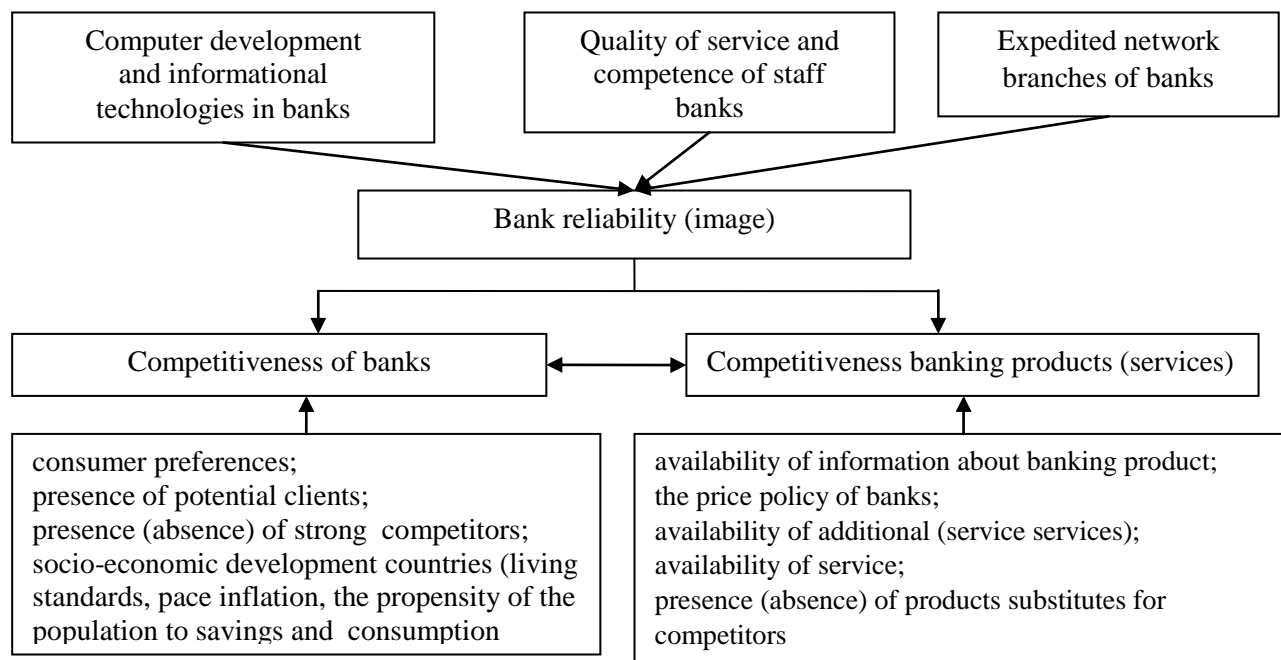 Computer development
and informational
technologies in banks
Quality of service and
competence of staff
banks
Expedited network
branches of banks
Bank reliability (image)
Competitiveness of banks
Competitiveness banking products (services)
consumer preferences;
presence of potential clients;
presence (absence) of strong competitors;
socio-economic development countries (living
standards, pace inflation, the propensity of the
population to savings and consumption
availability of information about banking product;
the price policy of banks;
availability of additional (service services);
availability of service;
presence (absence) of products substitutes for
competitors